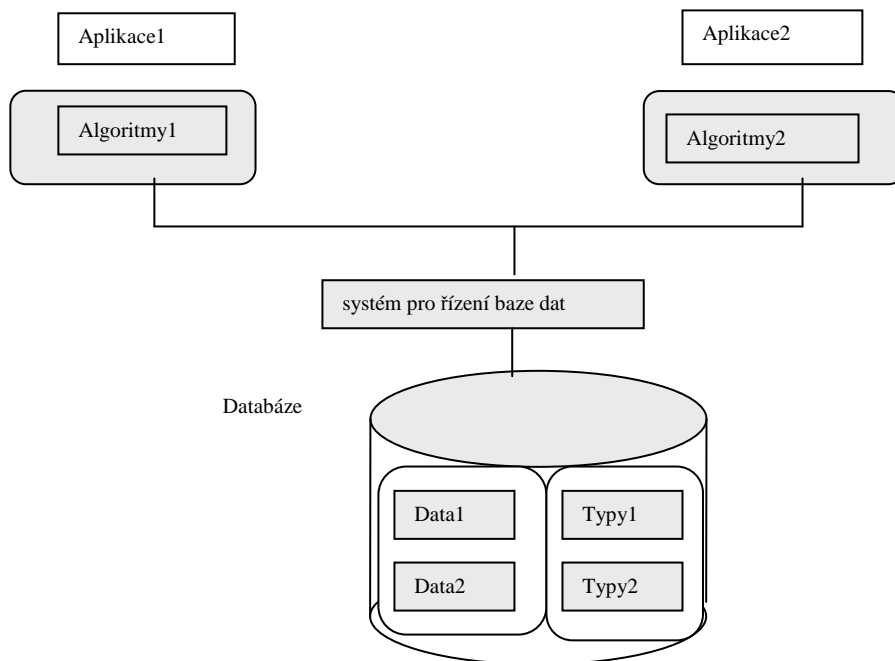 Aplikace1
Aplikace2
Algoritmy1
Algoritmy2
systém pro řízení baze dat
Databáze
Data1
Typy1
Data2
Typy2